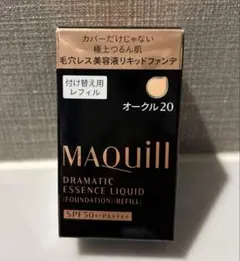 カバーだけじゃない
極上つるん肌
毛穴レス美容液リキッドファンデ
付け替え用
レフィル
オークル20
MAQuill
DRAMATIC
ESSENCE LIQUID
(FOUNDATION)(REFILL)
SPF50+・PA++++